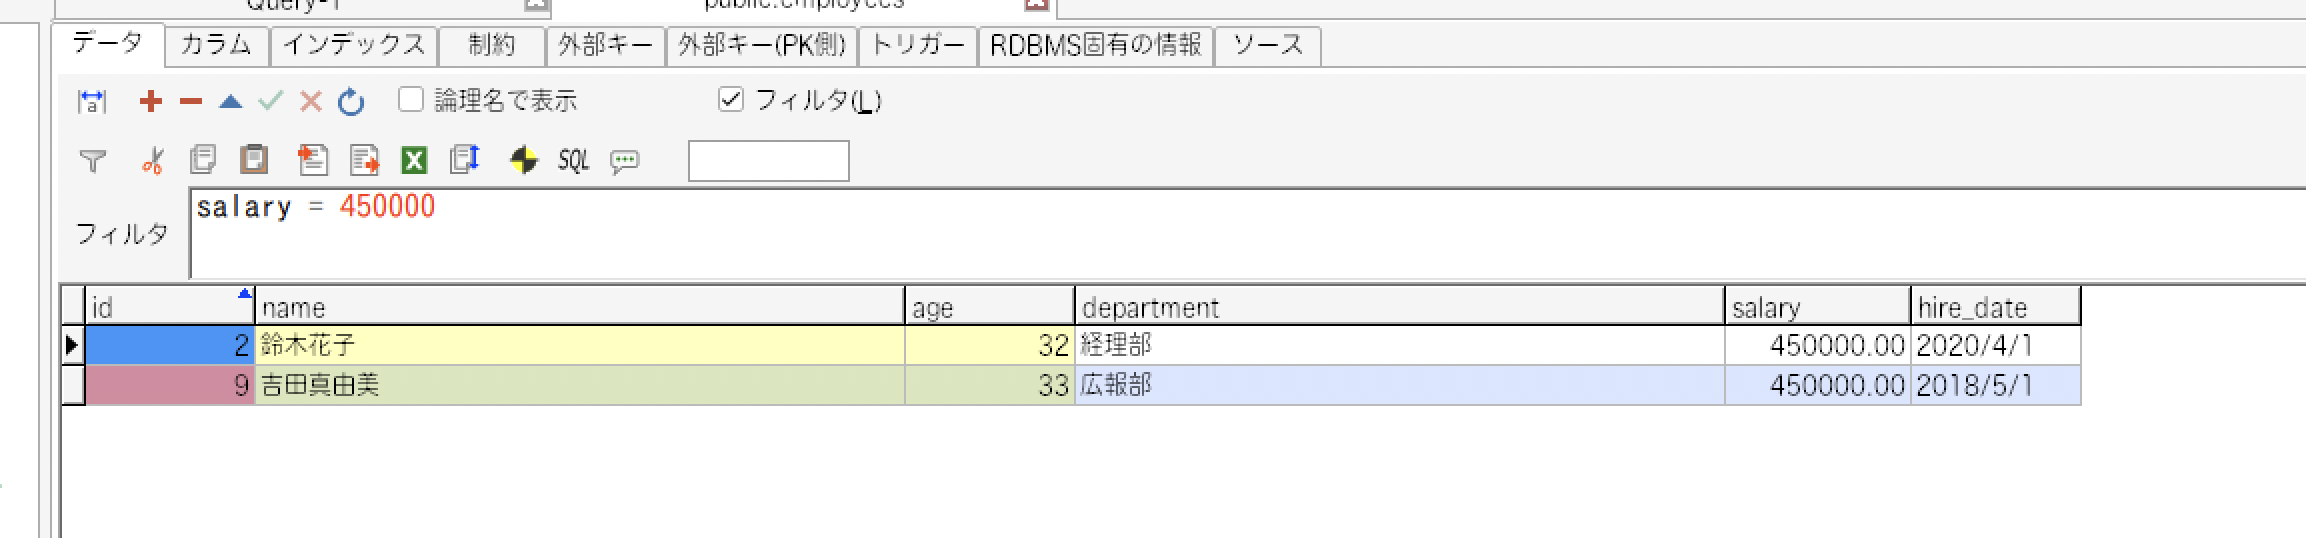 Query-1 public.employees
データ カラム インデックス 制約 外部キー 外部キー(PK側) トリガー RDBMS固有の情報 ソース
a 論理名で表示 フィルタ(L)
SQL
フィルタ salary = 450000
id name age department salary hire_date
2 鈴木花子 32 経理部 450000.00 2020/4/1
9 吉田真由美 33 広報部 450000.00 2018/5/1